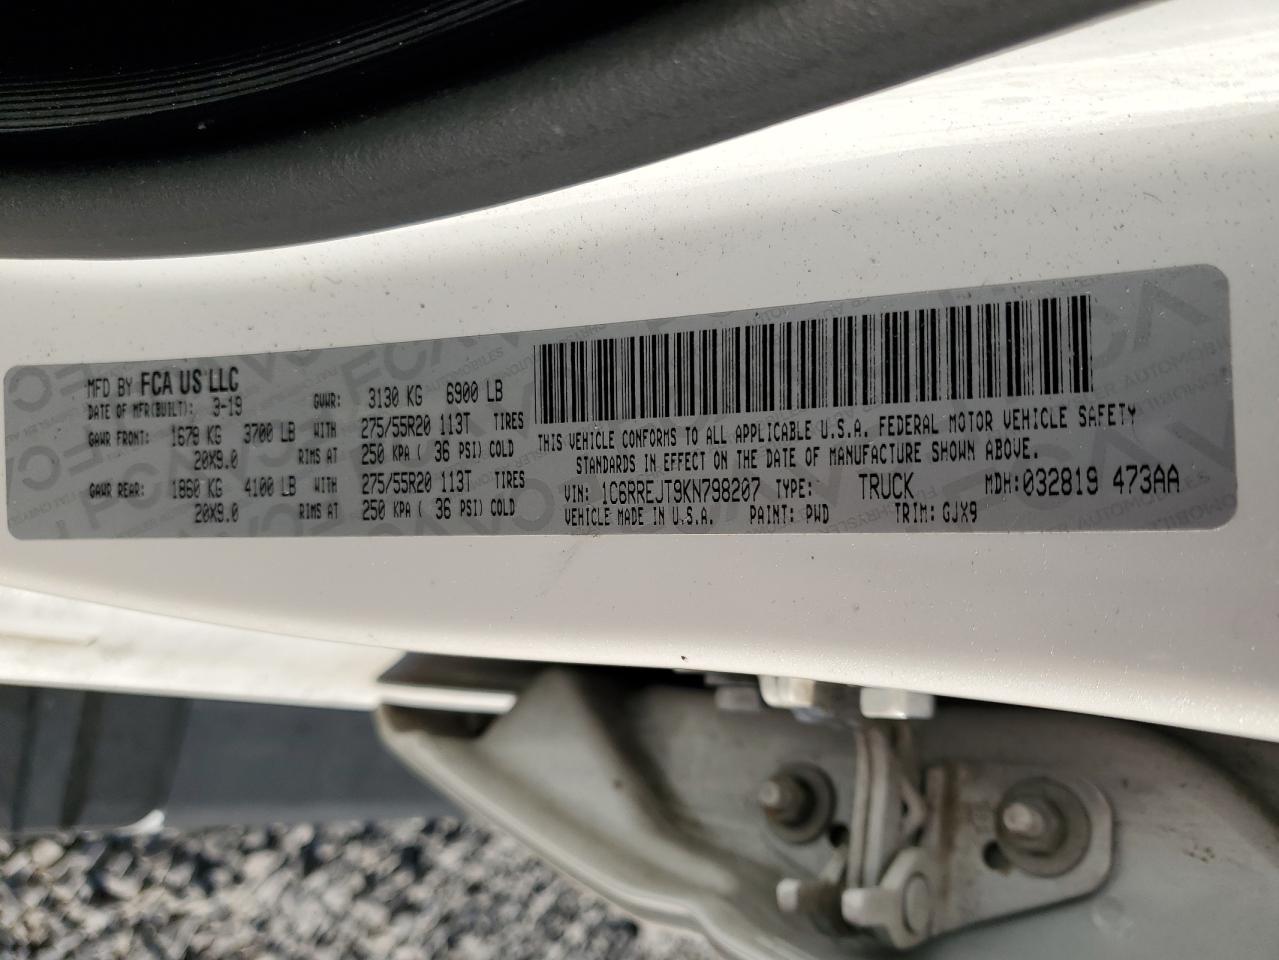 MFD BY FCA US LLC
DATE OF MFR(BUILT): 3-19 GVWR: 3130 KG 6900 LB
GAWR FRONT: 1679 KG 3700 LB WITH 275/55R20 113T TIRES
20X9.0 RIMS AT 250 KPA ( 36 PSI) COLD
GAWR REAR: 1860 KG 4100 LB WITH 275/55R20 113T TIRES
20X9.0 RIMS AT 250 KPA ( 36 PSI) COLD
THIS VEHICLE CONFORMS TO ALL APPLICABLE U.S.A. FEDERAL MOTOR VEHICLE SAFETY
STANDARDS IN EFFECT ON THE DATE OF MANUFACTURE SHOWN ABOVE.
VIN: 1C6RREJT9KN798207 TYPE: TRUCK MDH: 032819 473AA
VEHICLE MADE IN U.S.A. PAINT: PWD TRIM: GJX9